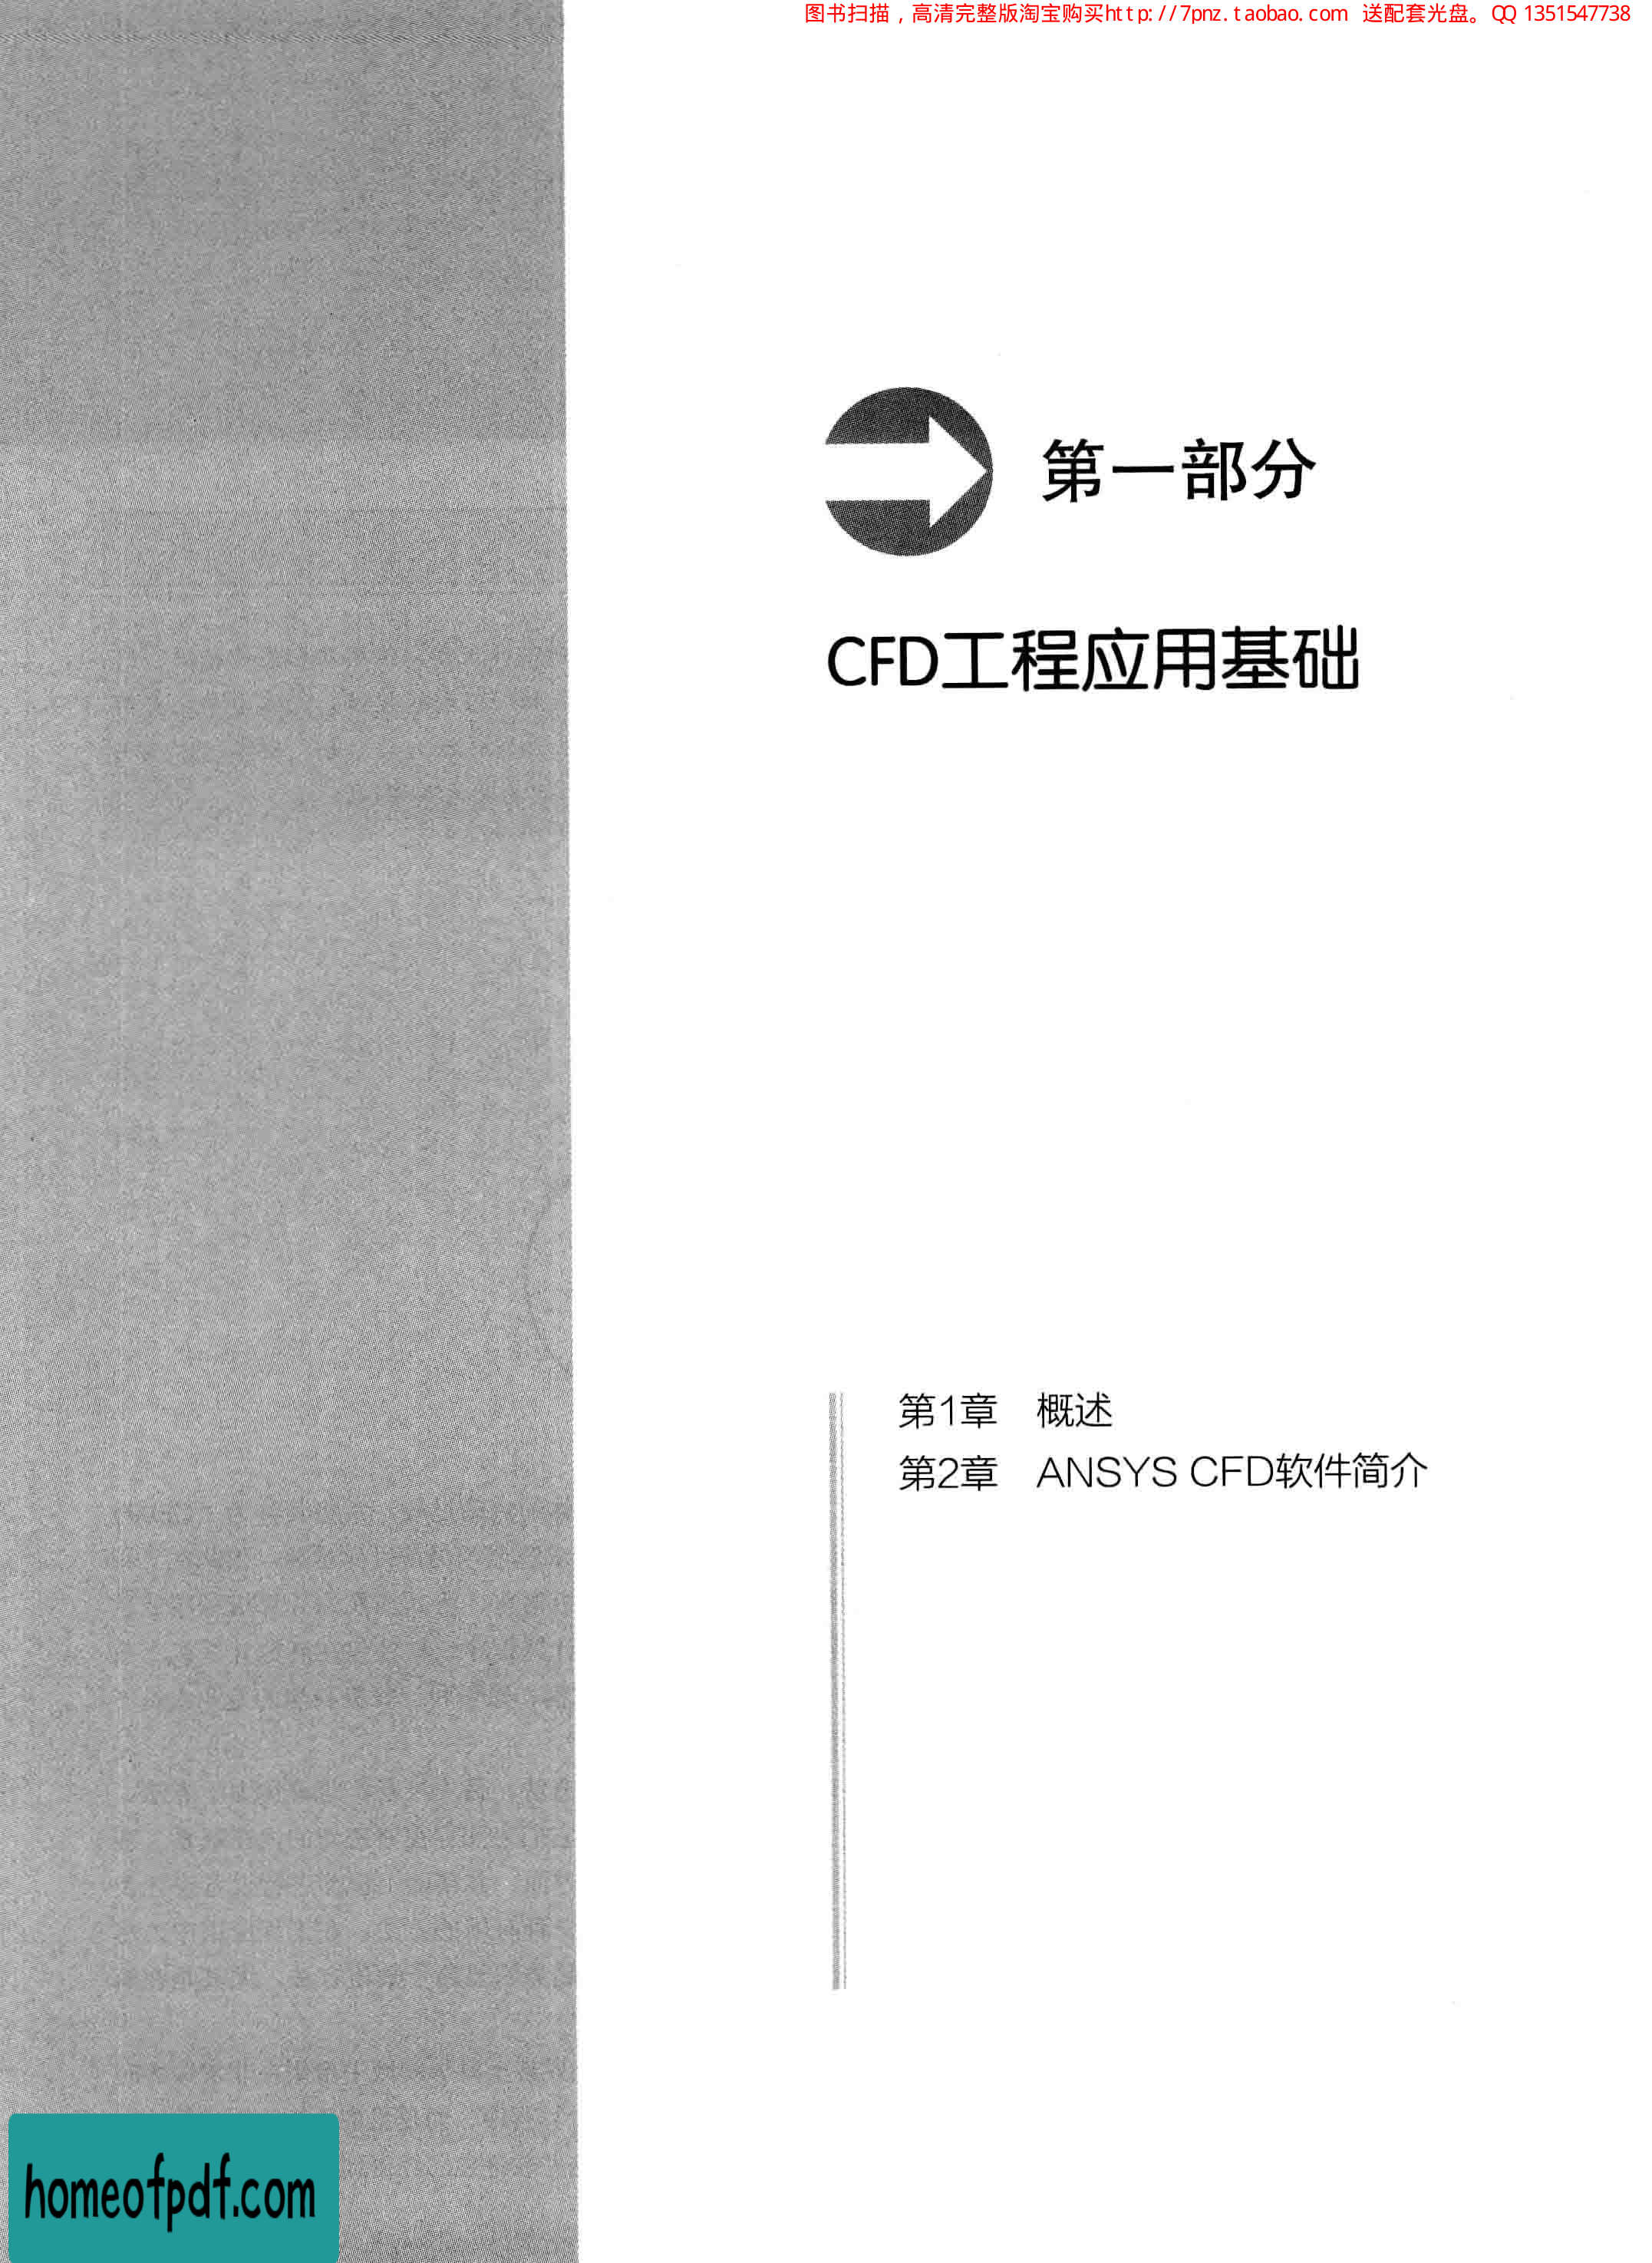 图书扫描，高清完整版淘宝购买http://7pnz.taobao.com 送配套光盘。QQ 1351547738
第一部分
CFD工程应用基础
第1章 概述
第2章 ANSYS CFD软件简介
homeofpdf.com